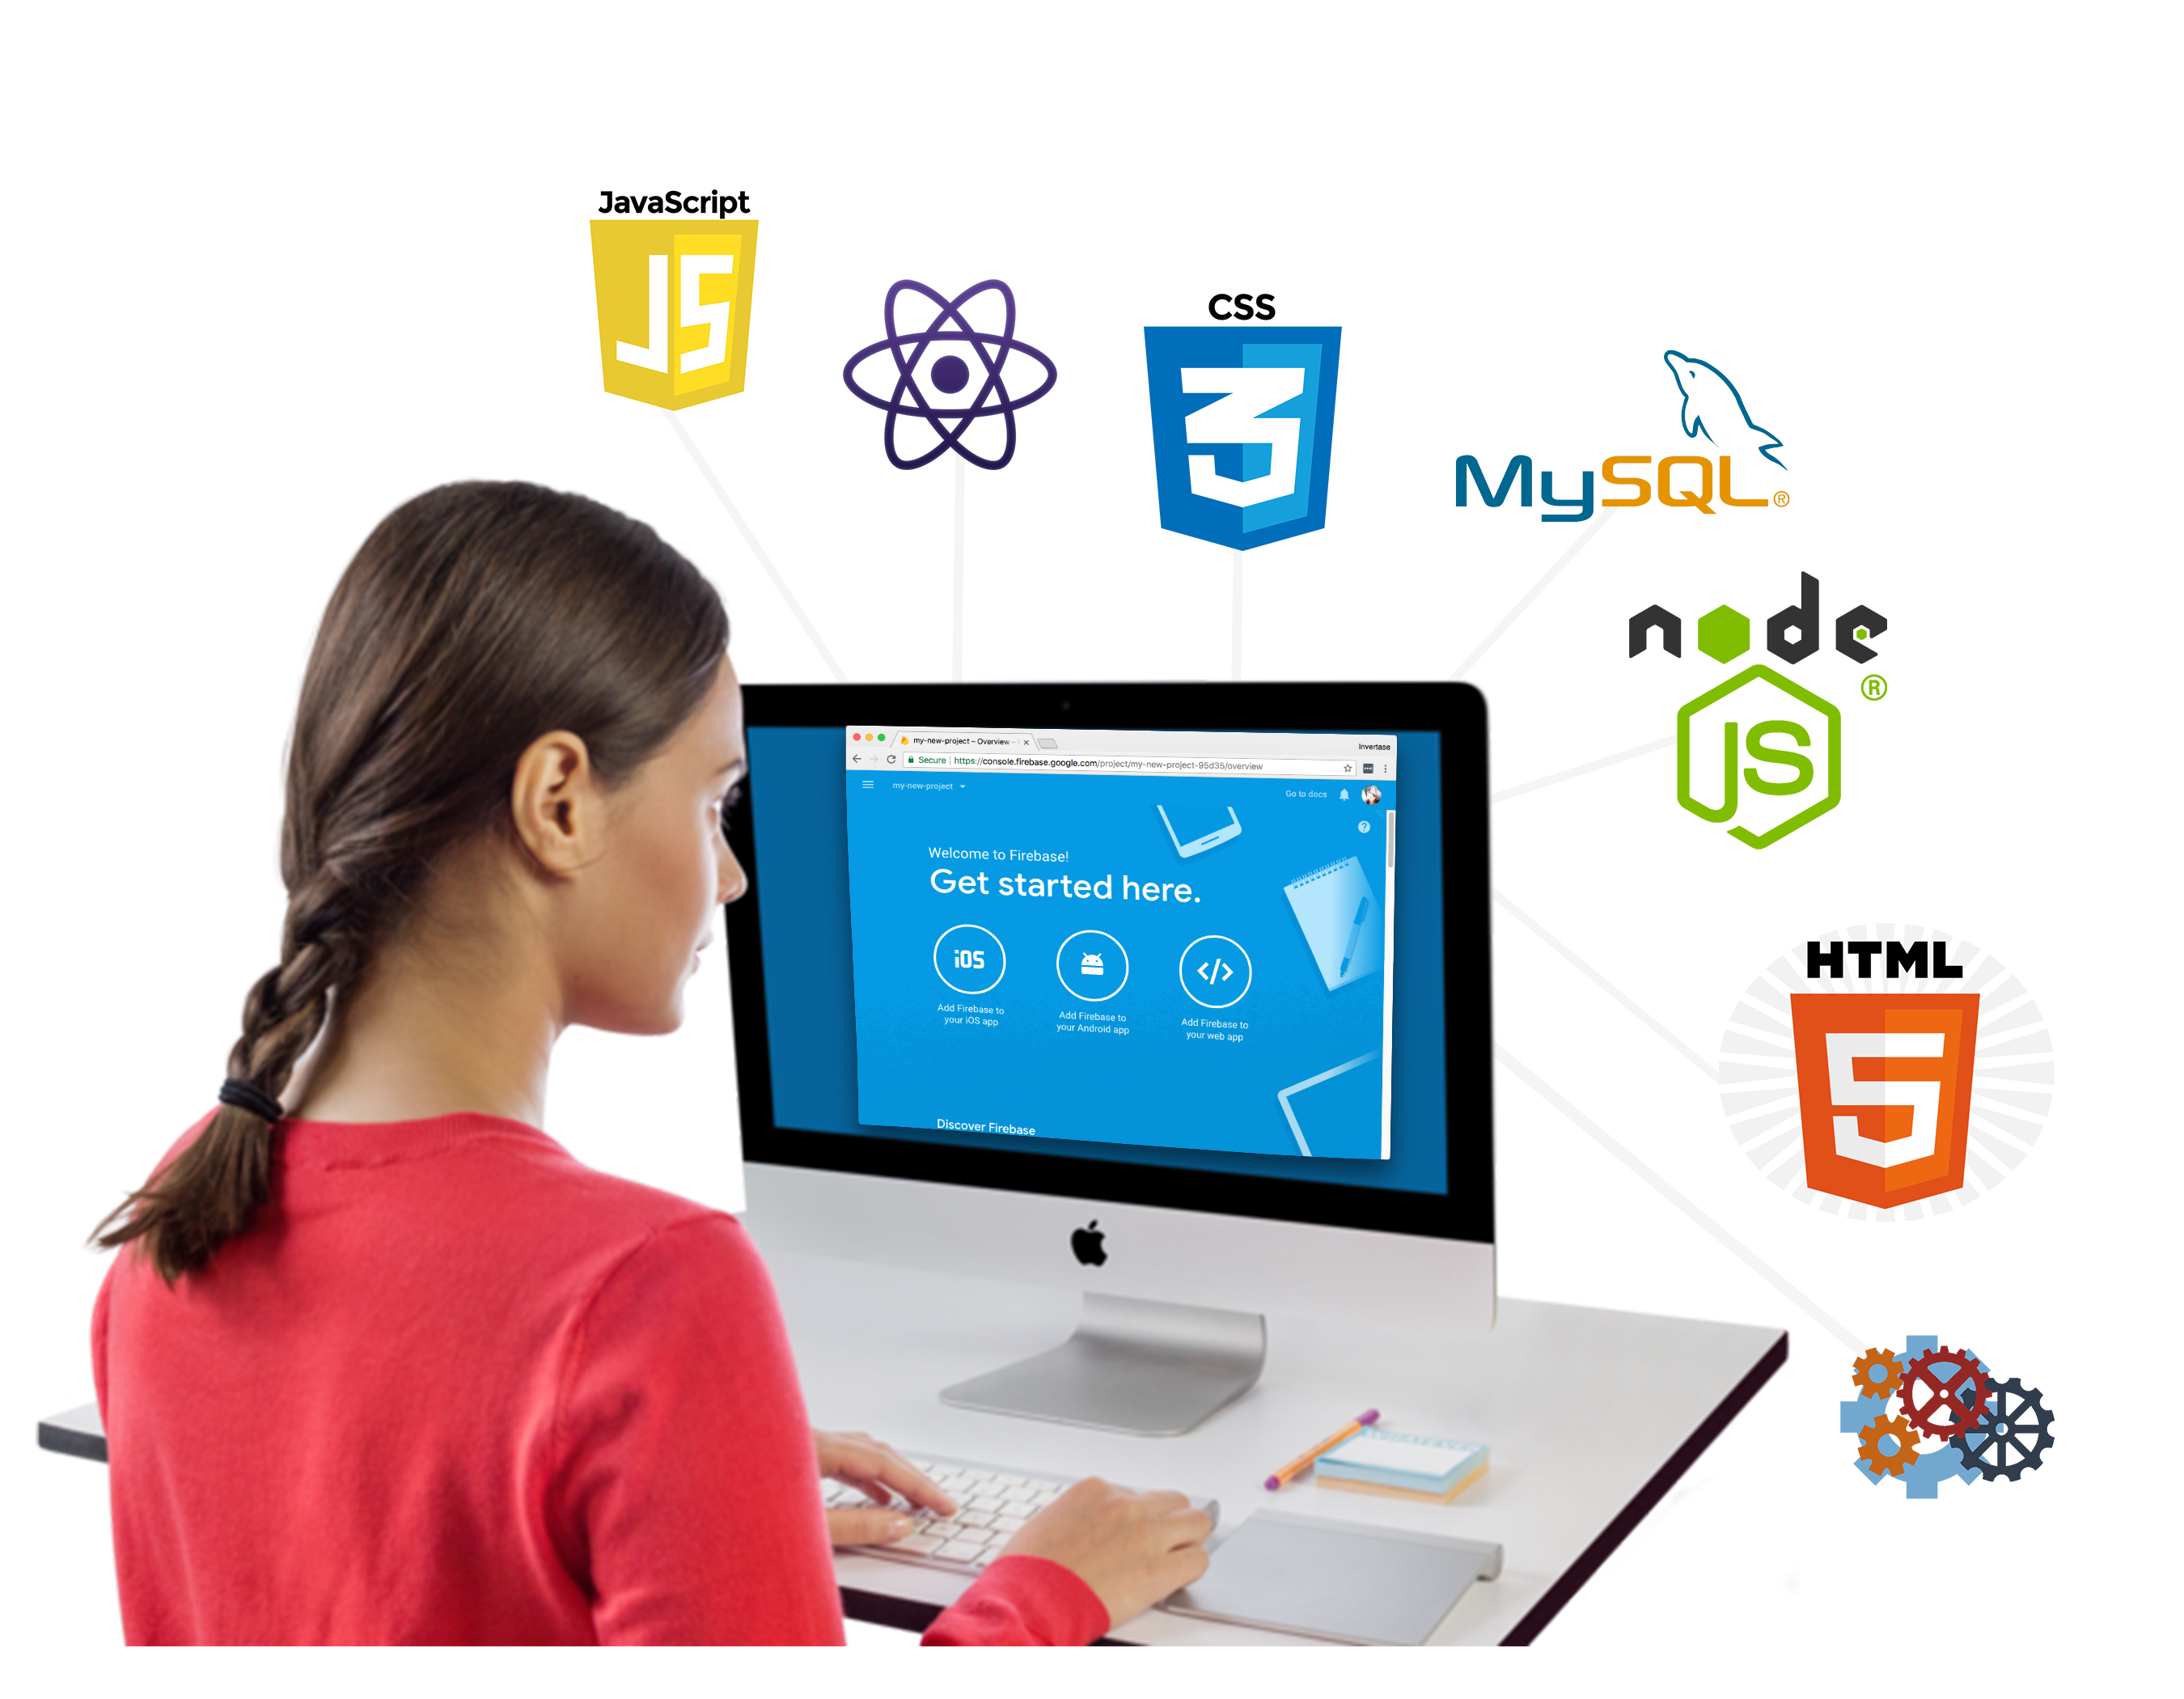 JavaScript
JS
CSS
3
MySQL®
node
JS
®
HTML
5
my-new-project – Overview –
Invertase
Secure | https://console.firebase.google.com/project/my-new-project-95d35/overview
my-new-project
Go to docs
?
Welcome to Firebase!
Get started here.
iOS
</>
Add Firebase to
your iOS app
Add Firebase to
your Android app
Add Firebase to
your web app
Discover Firebase